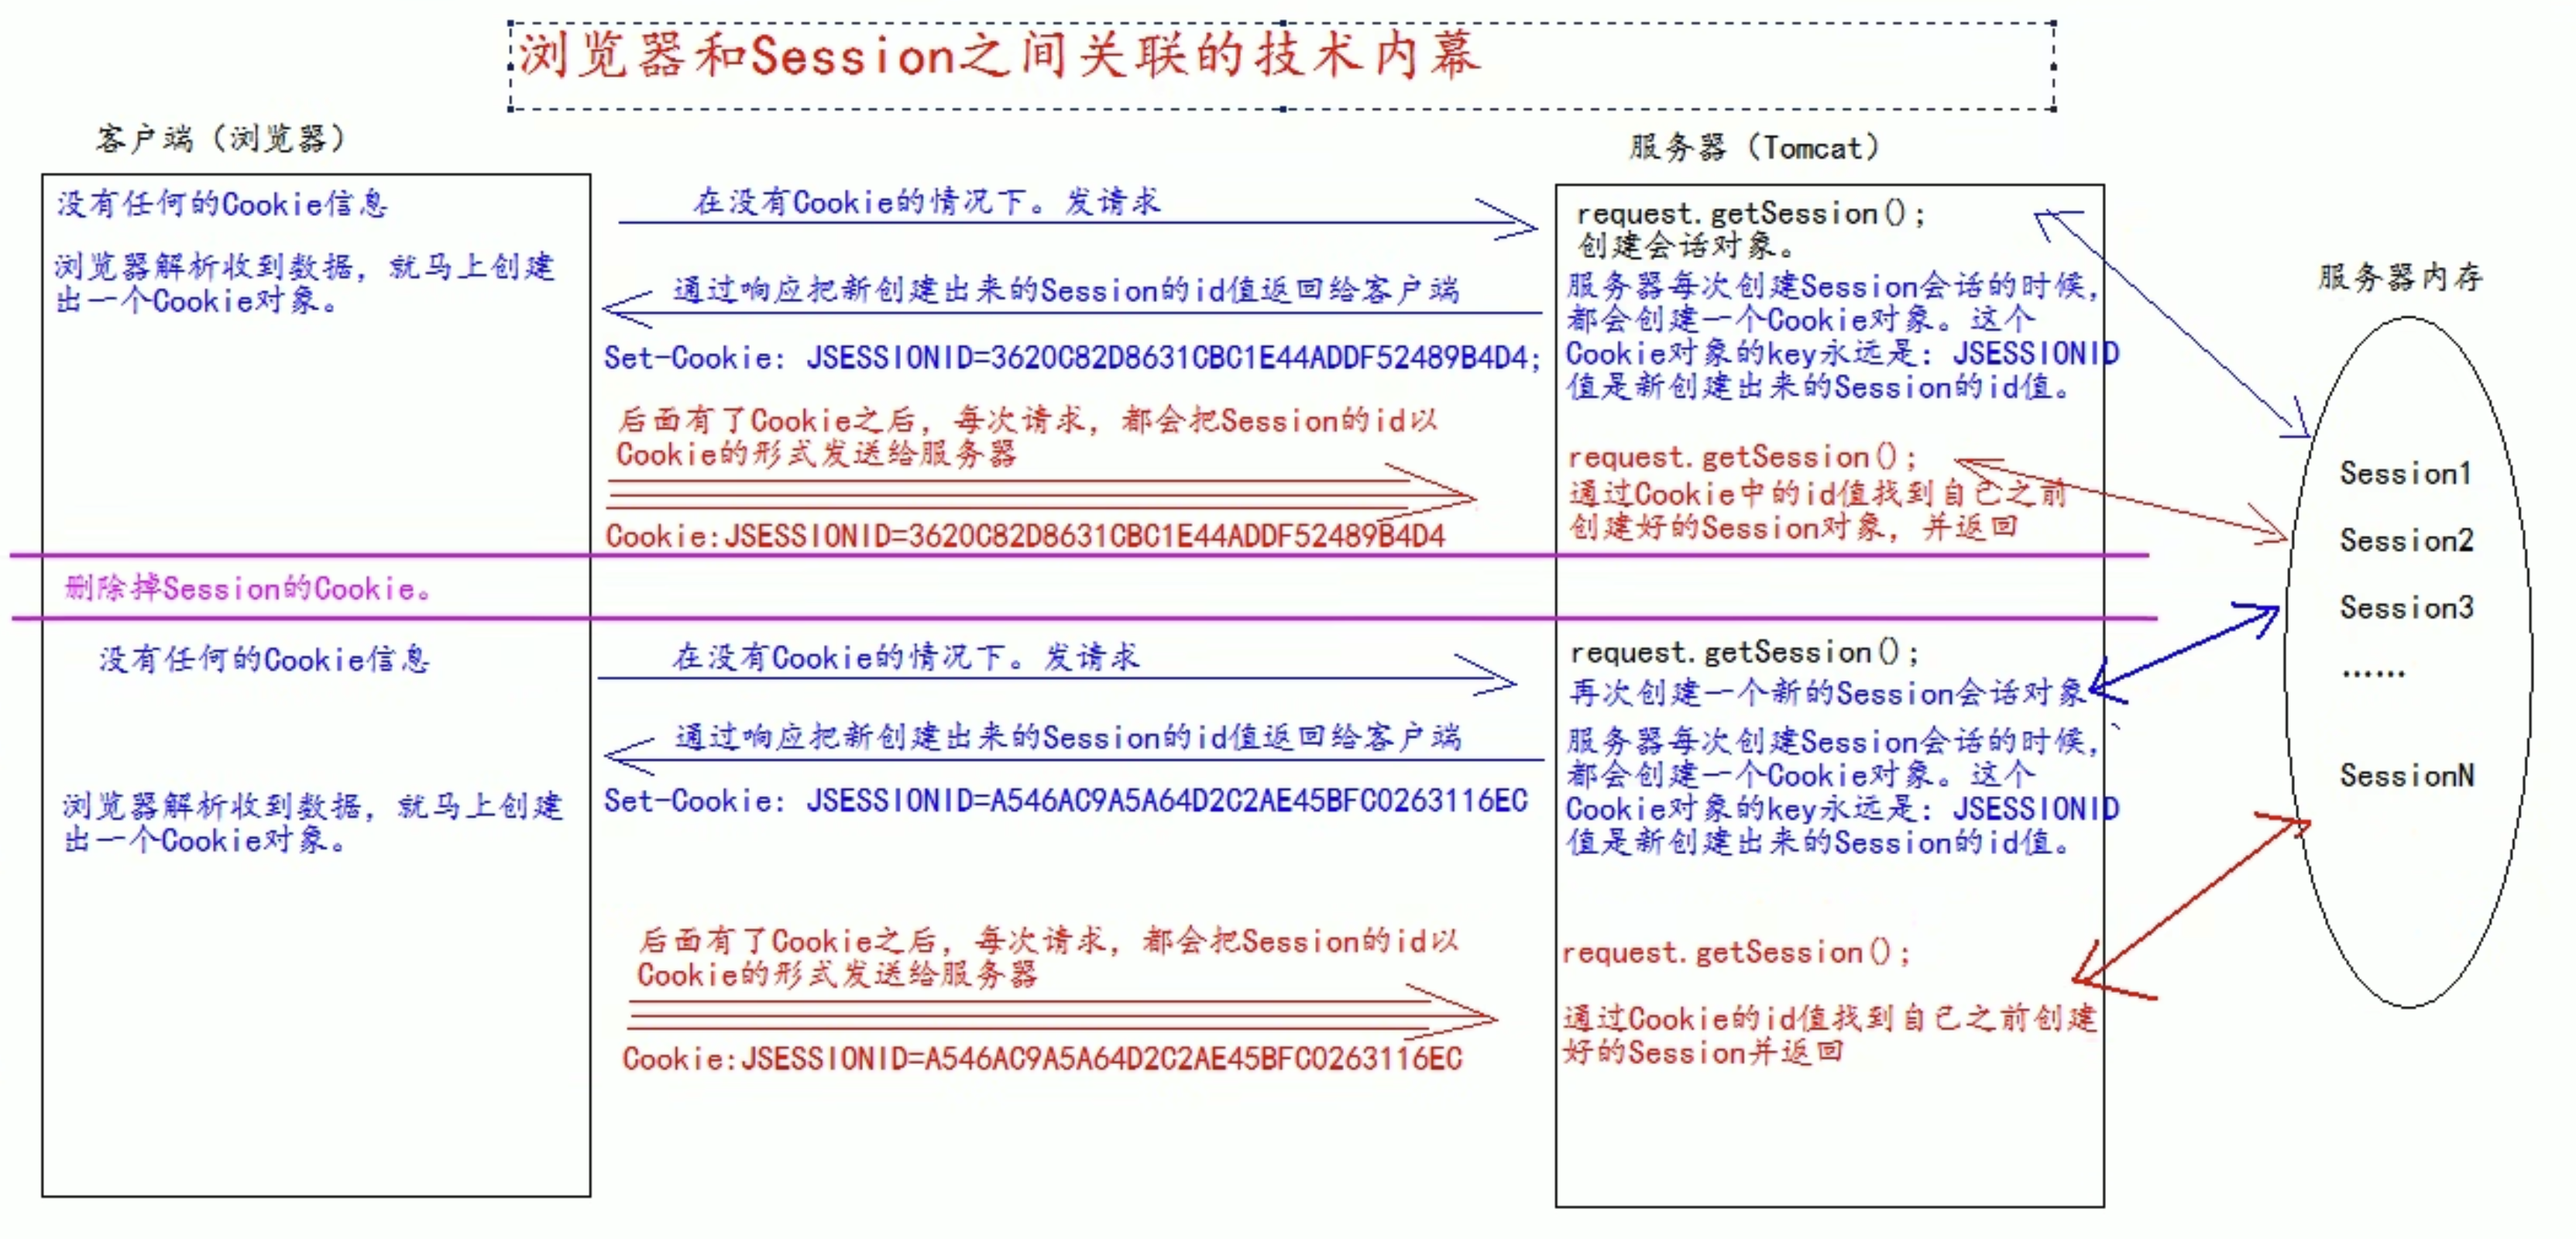 浏览器和Session之间关联的技术内幕
客户端（浏览器）
服务器（Tomcat）
服务器内存
没有任何的Cookie信息
浏览器解析收到数据，就马上创建
出一个Cookie对象。
在没有Cookie的情况下。发请求
通过响应把新创建出来的Session的id值返回给客户端
Set-Cookie: JSESSIONID=3620C82D8631CBC1E44ADDF52489B4D4;
后面有了Cookie之后，每次请求，都会把Session的id以
Cookie的形式发送给服务器
Cookie:JSESSIONID=3620C82D8631CBC1E44ADDF52489B4D4
request.getSession();
创建会话对象。
服务器每次创建Session会话的时候，
都会创建一个Cookie对象。这个
Cookie对象的key永远是：JSESSIONID
值是新创建出来的Session的id值。
request.getSession();
通过Cookie中的id值找到自己之前
创建好的Session对象，并返回
删除掉Session的Cookie。
没有任何的Cookie信息
浏览器解析收到数据，就马上创建
出一个Cookie对象。
在没有Cookie的情况下。发请求
通过响应把新创建出来的Session的id值返回给客户端
Set-Cookie: JSESSIONID=A546AC9A5A64D2C2AE45BFC0263116EC
后面有了Cookie之后，每次请求，都会把Session的id以
Cookie的形式发送给服务器
Cookie:JSESSIONID=A546AC9A5A64D2C2AE45BFC0263116EC
request.getSession();
再次创建一个新的Session会话对象
服务器每次创建Session会话的时候，
都会创建一个Cookie对象。这个
Cookie对象的key永远是：JSESSIONID
值是新创建出来的Session的id值。
request.getSession();
通过Cookie的id值找到自己之前创建
好的Session并返回
Session1
Session2
Session3
......
SessionN